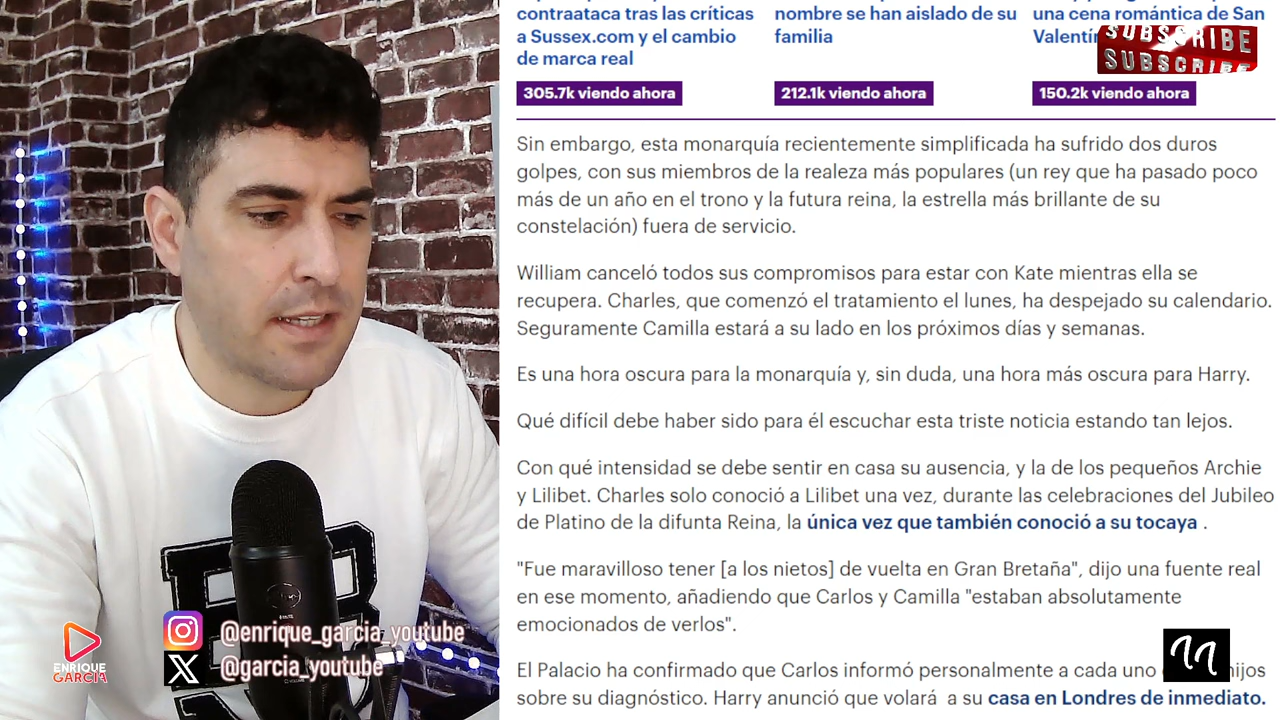 contraataca tras las críticas
a Sussex.com y el cambio
de marca real
nombre se han aislado de su
familia
una cena romántica de San
Valentín
SUBSCRIBE
SUBSCRIBE
305.7k viendo ahora
212.1k viendo ahora
150.2k viendo ahora
Sin embargo, esta monarquía recientemente simplificada ha sufrido dos duros
golpes, con sus miembros de la realeza más populares (un rey que ha pasado poco
más de un año en el trono y la futura reina, la estrella más brillante de su
constelación) fuera de servicio.
William canceló todos sus compromisos para estar con Kate mientras ella se
recupera. Charles, que comenzó el tratamiento el lunes, ha despejado su calendario.
Seguramente Camilla estará a su lado en los próximos días y semanas.
Es una hora oscura para la monarquía y, sin duda, una hora más oscura para Harry.
Qué difícil debe haber sido para él escuchar esta triste noticia estando tan lejos.
Con qué intensidad se debe sentir en casa su ausencia, y la de los pequeños Archie
y Lilibet. Charles solo conoció a Lilibet una vez, durante las celebraciones del Jubileo
de Platino de la difunta Reina, la única vez que también conoció a su tocaya .
"Fue maravilloso tener [a los nietos] de vuelta en Gran Bretaña", dijo una fuente real
en ese momento, añadiendo que Carlos y Camilla "estaban absolutamente
emocionados de verlos".
El Palacio ha confirmado que Carlos informó personalmente a cada uno hijos
sobre su diagnóstico. Harry anunció que volará a su casa en Londres de inmediato.
@enrique_garcia_youtube
@garcia_youtube
ENRIQUE
GARCIA